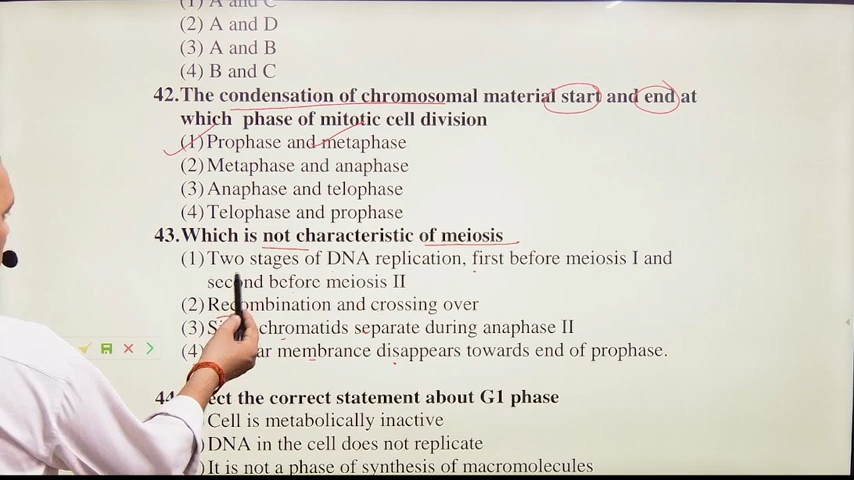 (1) A and C
(2) A and D
(3) A and B
(4) B and C
42.The condensation of chromosomal material start and end at
which phase of mitotic cell division
(1) Prophase and metaphase
(2) Metaphase and anaphase
(3) Anaphase and telophase
(4) Telophase and prophase
43.Which is not characteristic of meiosis
(1) Two stages of DNA replication, first before meiosis I and
second before meiosis II
(2) Recombination and crossing over
(3) chromatids separate during anaphase II
(4) membrance disappears towards end of prophase.
44 the correct statement about G1 phase
Cell is metabolically inactive
DNA in the cell does not replicate
It is not a phase of synthesis of macromolecules